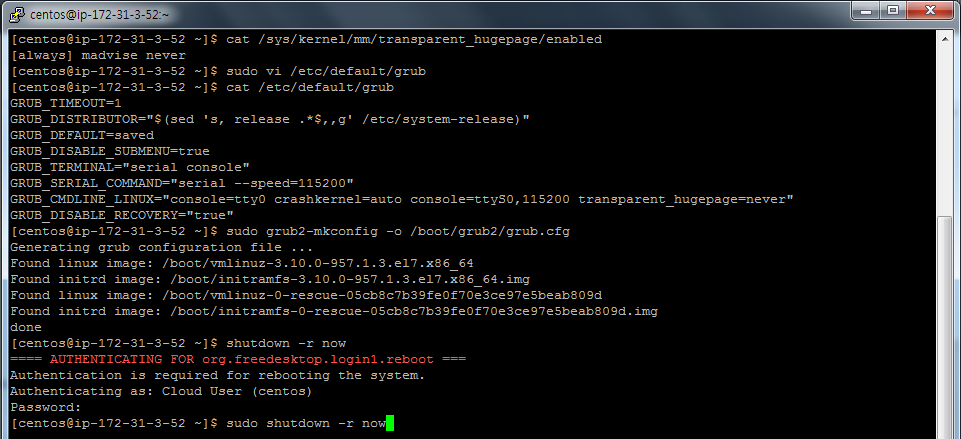 centos@ip-172-31-3-52:~
[centos@ip-172-31-3-52 ~]$ cat /sys/kernel/mm/transparent_hugepage/enabled
[always] madvise never
[centos@ip-172-31-3-52 ~]$ sudo vi /etc/default/grub
[centos@ip-172-31-3-52 ~]$ cat /etc/default/grub
GRUB_TIMEOUT=1
GRUB_DISTRIBUTOR="$(sed 's, release .*$,,g' /etc/system-release)"
GRUB_DEFAULT=saved
GRUB_DISABLE_SUBMENU=true
GRUB_TERMINAL="serial console"
GRUB_SERIAL_COMMAND="serial --speed=115200"
GRUB_CMDLINE_LINUX="console=tty0 crashkernel=auto console=ttyS0,115200 transparent_hugepage=never"
GRUB_DISABLE_RECOVERY="true"
[centos@ip-172-31-3-52 ~]$ sudo grub2-mkconfig -o /boot/grub2/grub.cfg
Generating grub configuration file ...
Found linux image: /boot/vmlinuz-3.10.0-957.1.3.el7.x86_64
Found initrd image: /boot/initramfs-3.10.0-957.1.3.el7.x86_64.img
Found linux image: /boot/vmlinuz-0-rescue-05cb8c7b39fe0f70e3ce97e5beab809d
Found initrd image: /boot/initramfs-0-rescue-05cb8c7b39fe0f70e3ce97e5beab809d.img
done
[centos@ip-172-31-3-52 ~]$ shutdown -r now
==== AUTHENTICATING FOR org.freedesktop.login1.reboot ===
Authentication is required for rebooting the system.
Authenticating as: Cloud User (centos)
Password:
[centos@ip-172-31-3-52 ~]$ sudo shutdown -r now